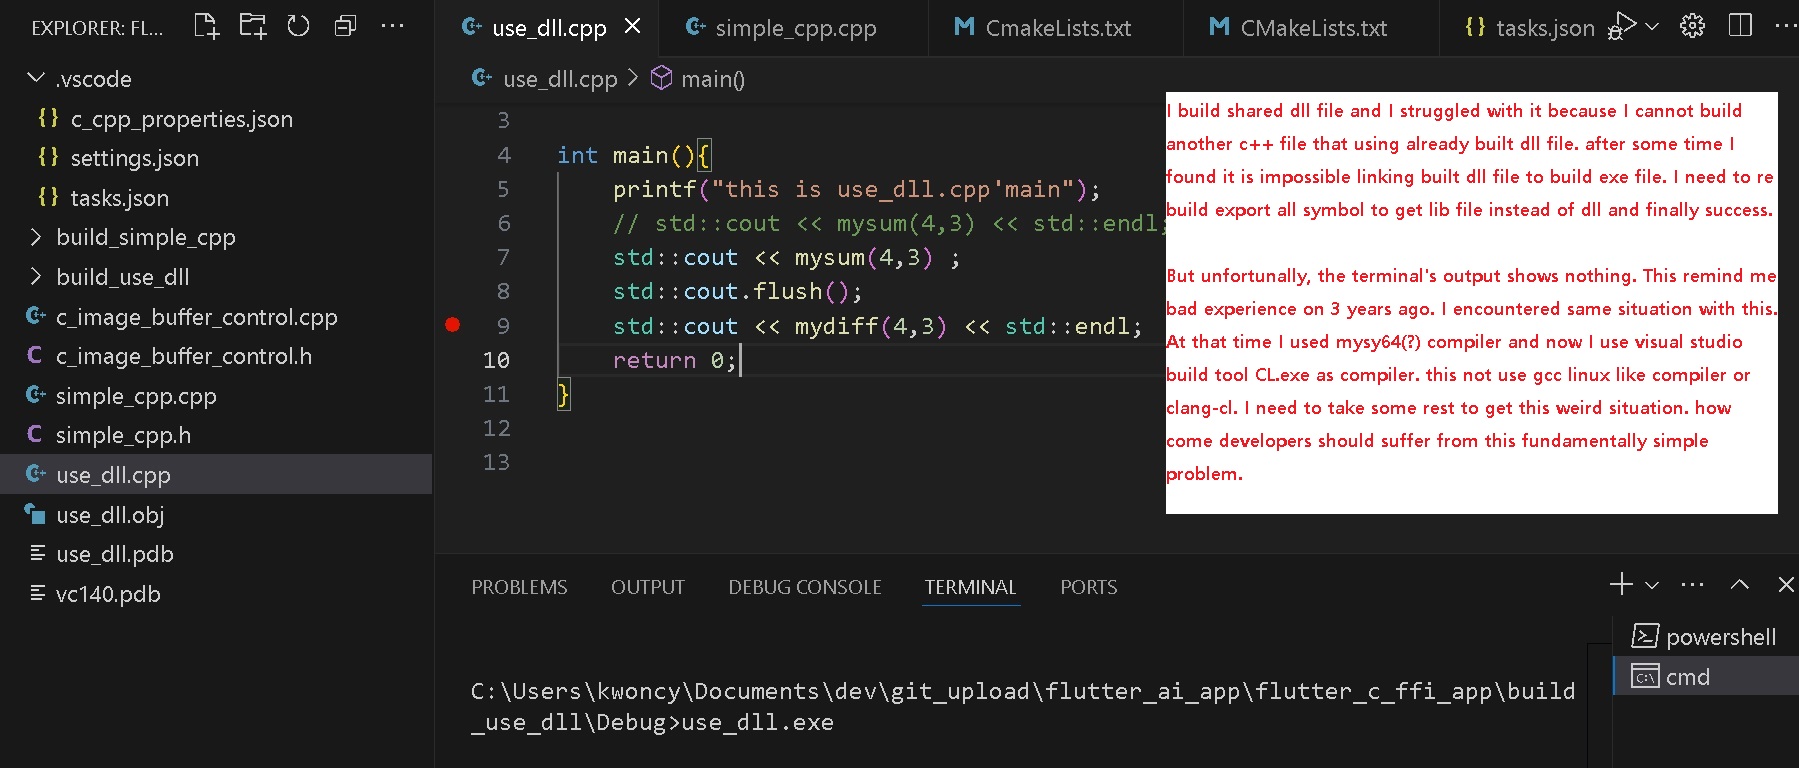 EXPLORER: FL...
.vscode
c_cpp_properties.json
settings.json
tasks.json
build_simple_cpp
build_use_dll
c_image_buffer_control.cpp
c_image_buffer_control.h
simple_cpp.cpp
simple_cpp.h
use_dll.cpp
use_dll.obj
use_dll.pdb
vc140.pdb
use_dll.cpp
simple_cpp.cpp
CmakeLists.txt
CMakeLists.txt
tasks.json
use_dll.cpp > main()
3
4 int main(){
5 printf("this is use_dll.cpp'main");
6 // std::cout << mysum(4,3) << std::endl;
7 std::cout << mysum(4,3) ;
8 std::cout.flush();
9 std::cout << mydiff(4,3) << std::endl;
10 return 0;
11 }
12
13
I build shared dll file and I struggled with it because I cannot build
another c++ file that using already built dll file. after some time I
found it is impossible linking built dll file to build exe file. I need to re
build export all symbol to get lib file instead of dll and finally success.
But unfortunally, the terminal's output shows nothing. This remind me
bad experience on 3 years ago. I encountered same situation with this.
At that time I used mysy64(?) compiler and now I use visual studio
build tool CL.exe as compiler. this not use gcc linux like compiler or
clang-cl. I need to take some rest to get this weird situation. how
come developers should suffer from this fundamentally simple
problem.
PROBLEMS OUTPUT DEBUG CONSOLE TERMINAL PORTS
C:\Users\kwoncy\Documents\dev\git_upload\flutter_ai_app\flutter_c_ffi_app\build
_use_dll\Debug>use_dll.exe
powershell
cmd